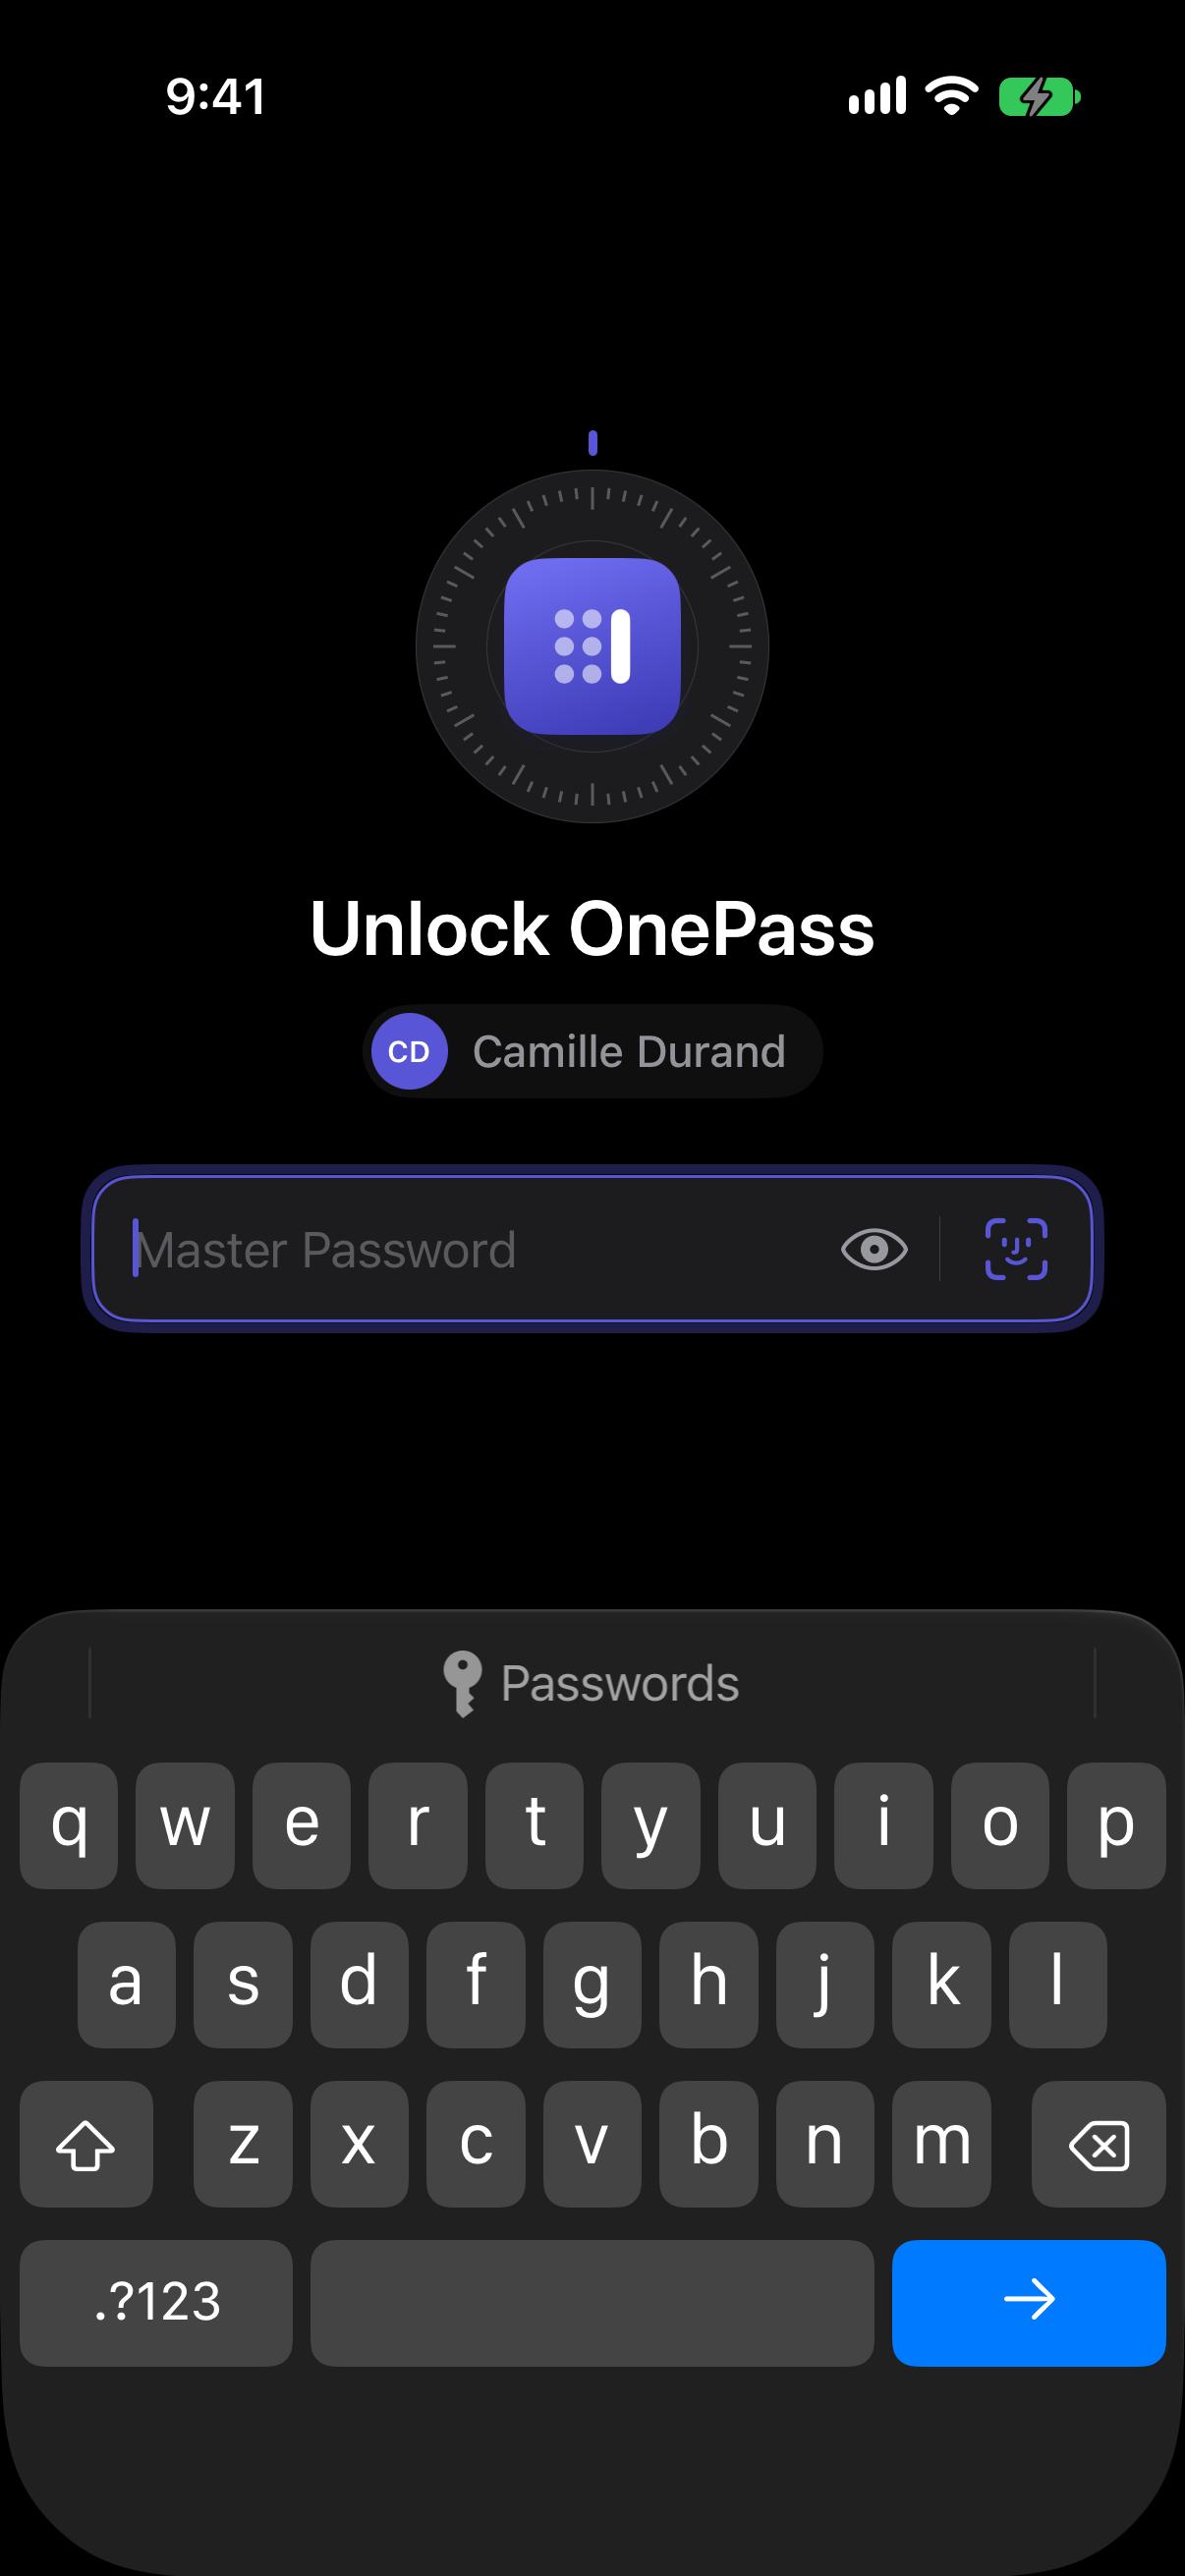 9:41
Unlock OnePass
CD Camille Durand
Master Password
Passwords
q w e r t y u i o p
a s d f g h j k l
z x c v b n m
.?123